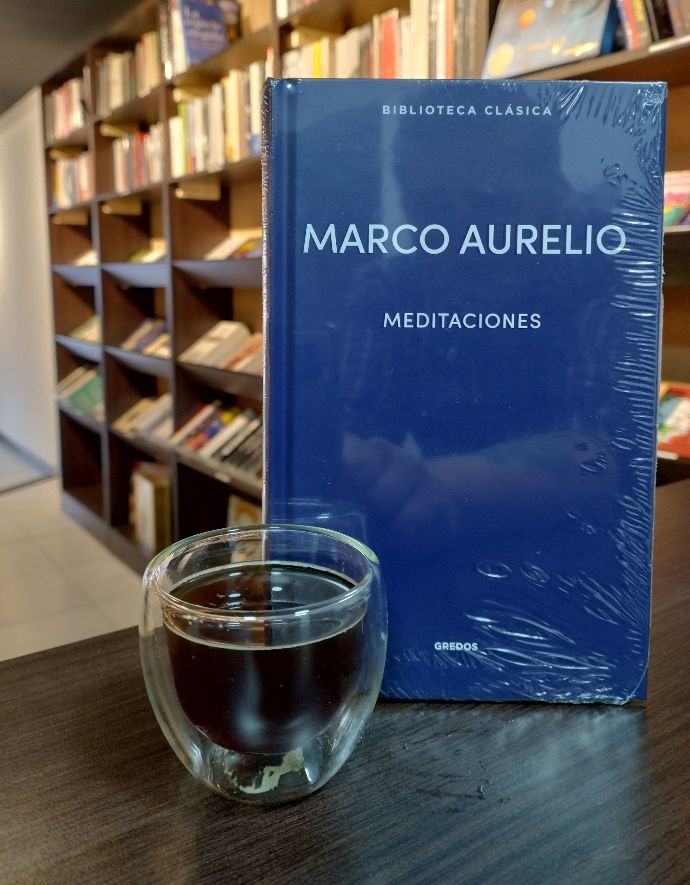 BIBLIOTECA CLÁSICA
MARCO AURELIO
MEDITACIONES
GREDOS